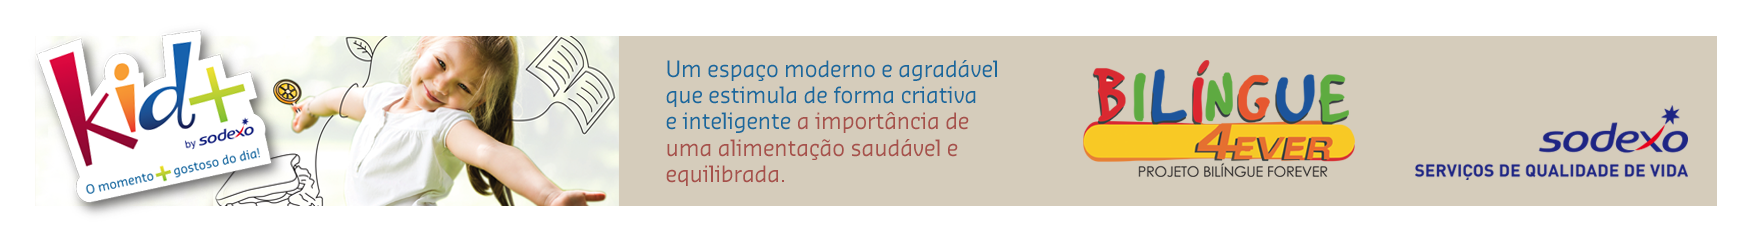 kid+
by sodexo
O momento + gostoso do dia!
Um espaço moderno e agradável
que estimula de forma criativa
e inteligente a importância de
uma alimentação saudável e
equilibrada.
BILÍNGUE
4EVER
PROJETO BILÍNGUE FOREVER
sodexo
SERVIÇOS DE QUALIDADE DE VIDA